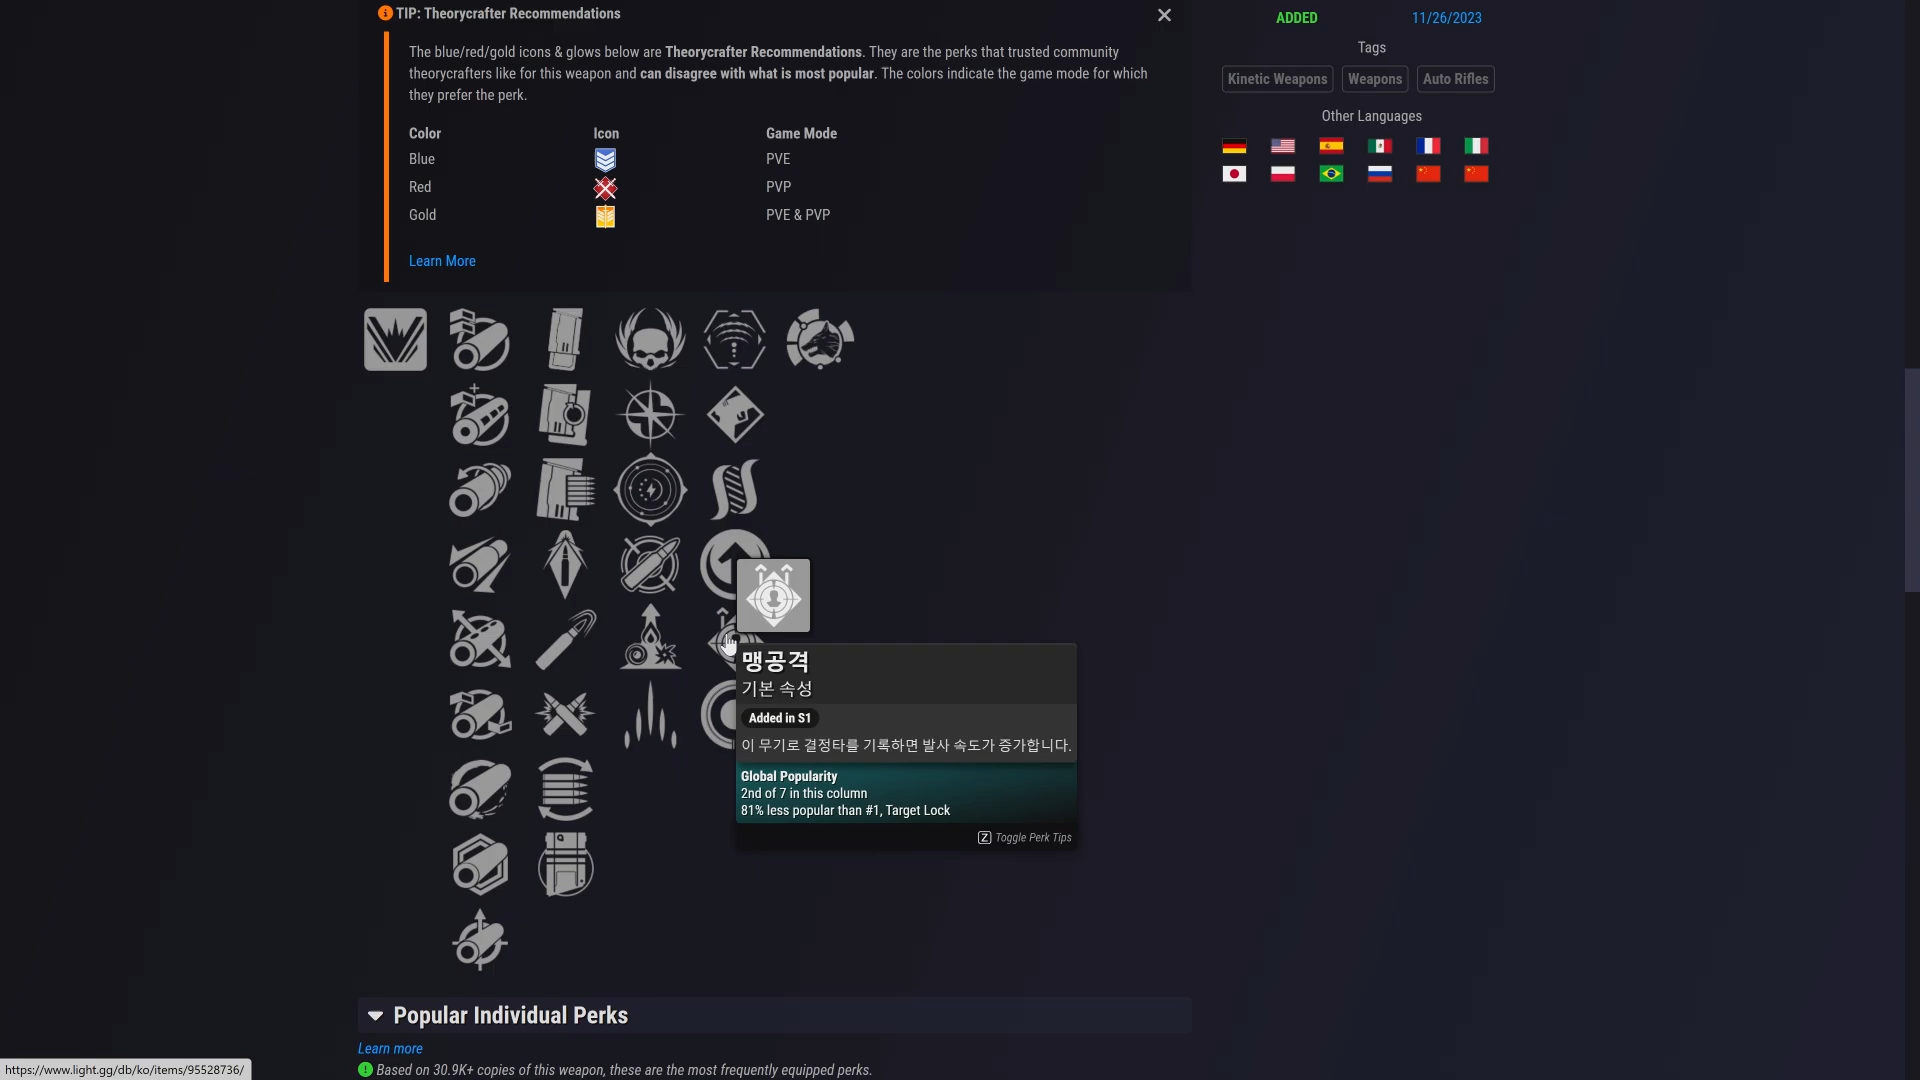 TIP: Theorycrafter Recommendations
The blue/red/gold icons & glows below are Theorycrafter Recommendations. They are the perks that trusted community
theorycrafters like for this weapon and can disagree with what is most popular. The colors indicate the game mode for which
they prefer the perk.
Color Icon Game Mode
Blue PVE
Red PVP
Gold PVE & PVP
Learn More
ADDED 11/26/2023
Tags
Kinetic Weapons Weapons Auto Rifles
Other Languages
맹공격
기본 속성
Added in S1
이 무기로 결정타를 기록하면 발사 속도가 증가합니다.
Global Popularity
2nd of 7 in this column
81% less popular than #1, Target Lock
Z Toggle Perk Tips
Popular Individual Perks
Learn more
Based on 30.9K+ copies of this weapon, these are the most frequently equipped perks.
https://www.light.gg/db/ko/items/95528736/